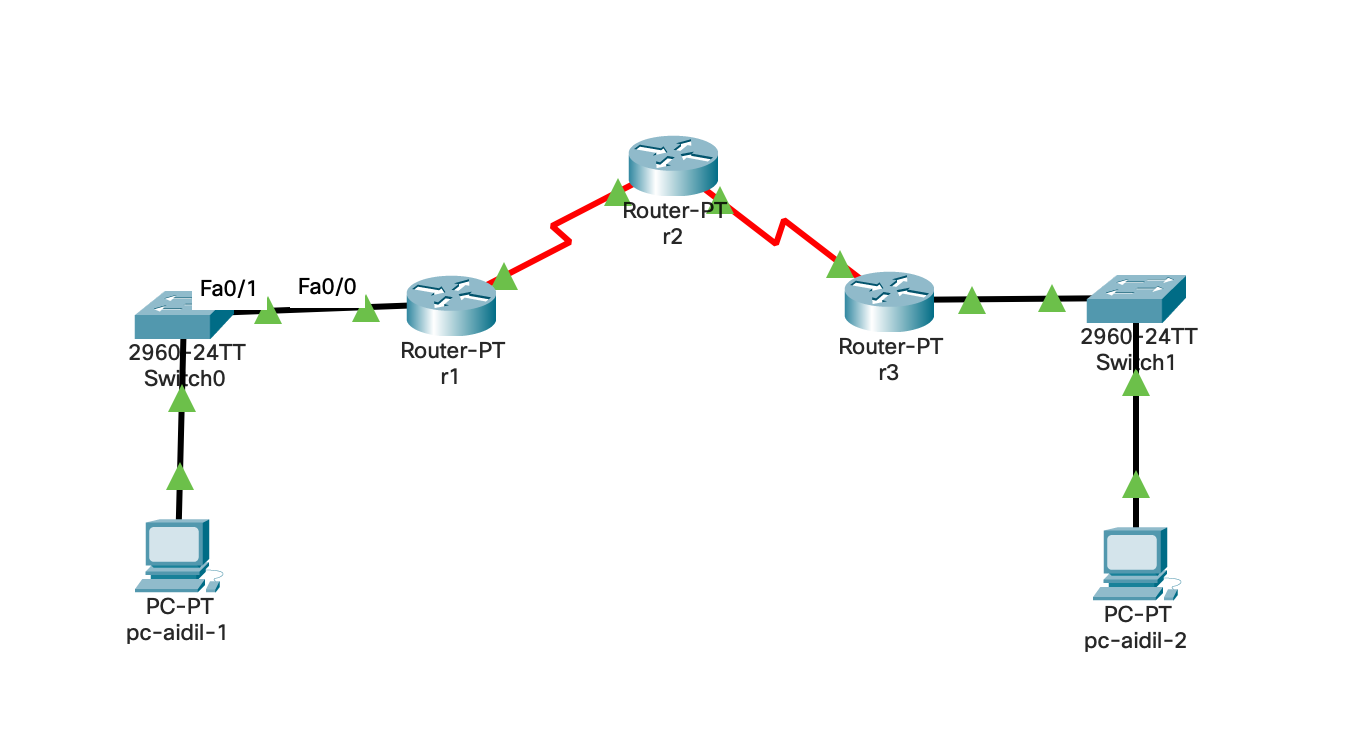 Router-PT
r2
Fa0/1
Fa0/0
2960-24TT
Switch0
Router-PT
r1
Router-PT
r3
2960-24TT
Switch1
PC-PT
pc-aidil-1
PC-PT
pc-aidil-2